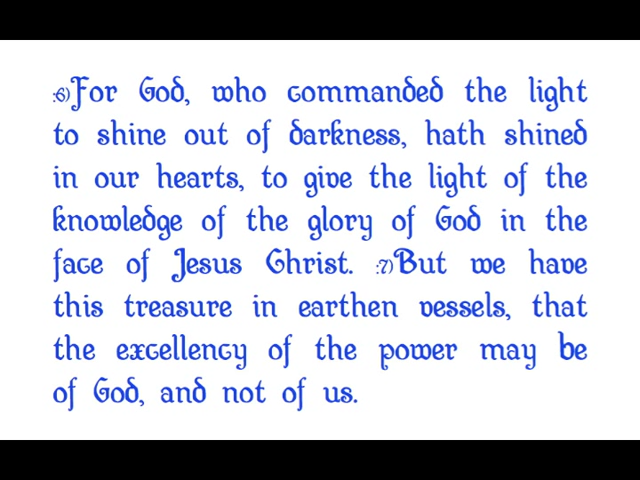 :6)For God, who commanded the light
to shine out of darkness, hath shined
in our hearts, to give the light of the
knowledge of the glory of God in the
face of Jesus Christ. :7)But we have
this treasure in earthen vessels, that
the excellency of the power may be
of God, and not of us.